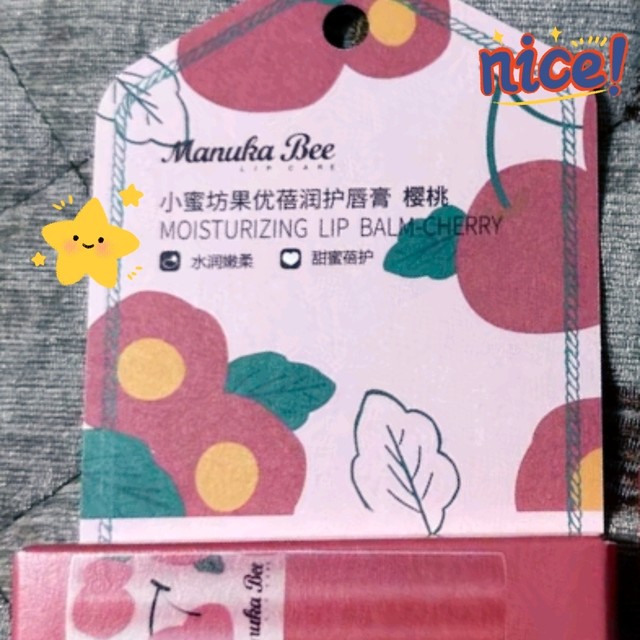 nice!
Manuka Bee
LIP CARE
小蜜坊果优蓓润护唇膏 樱桃
MOISTURIZING LIP BALM-CHERRY
水润嫩柔 甜蜜蓓护
Manuka Bee